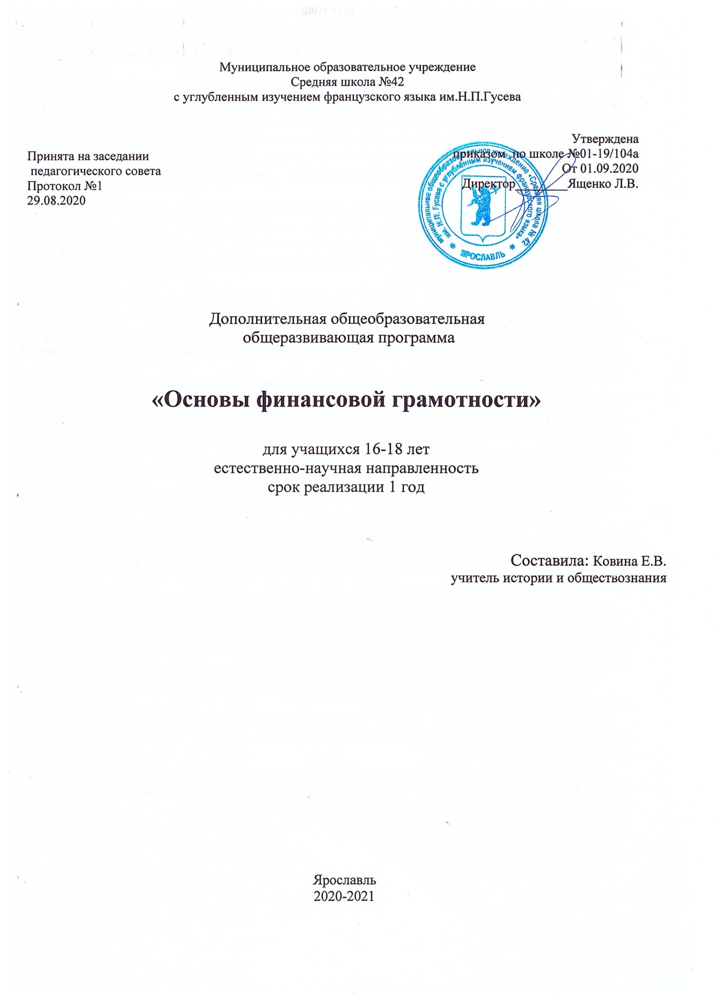 Муниципальное образовательное учреждение
Средняя школа №42
с углубленным изучением французского языка им.Н.П.Гусева
Принята на заседании
педагогического совета
Протокол №1
29.08.2020
Утверждена
приказом по школе №01-19/104а
От 01.09.2020
Директор________Ященко Л.В.
муниципальное общеобразовательное учреждение «Средняя школа № 42
им. Н.П. Гусева с углублённым изучением французского языка»
* ЯРОСЛАВЛЬ *
Дополнительная общеобразовательная
общеразвивающая программа
«Основы финансовой грамотности»
для учащихся 16-18 лет
естественно-научная направленность
срок реализации 1 год
Составила: Ковина Е.В.
учитель истории и обществознания
Ярославль
2020-2021